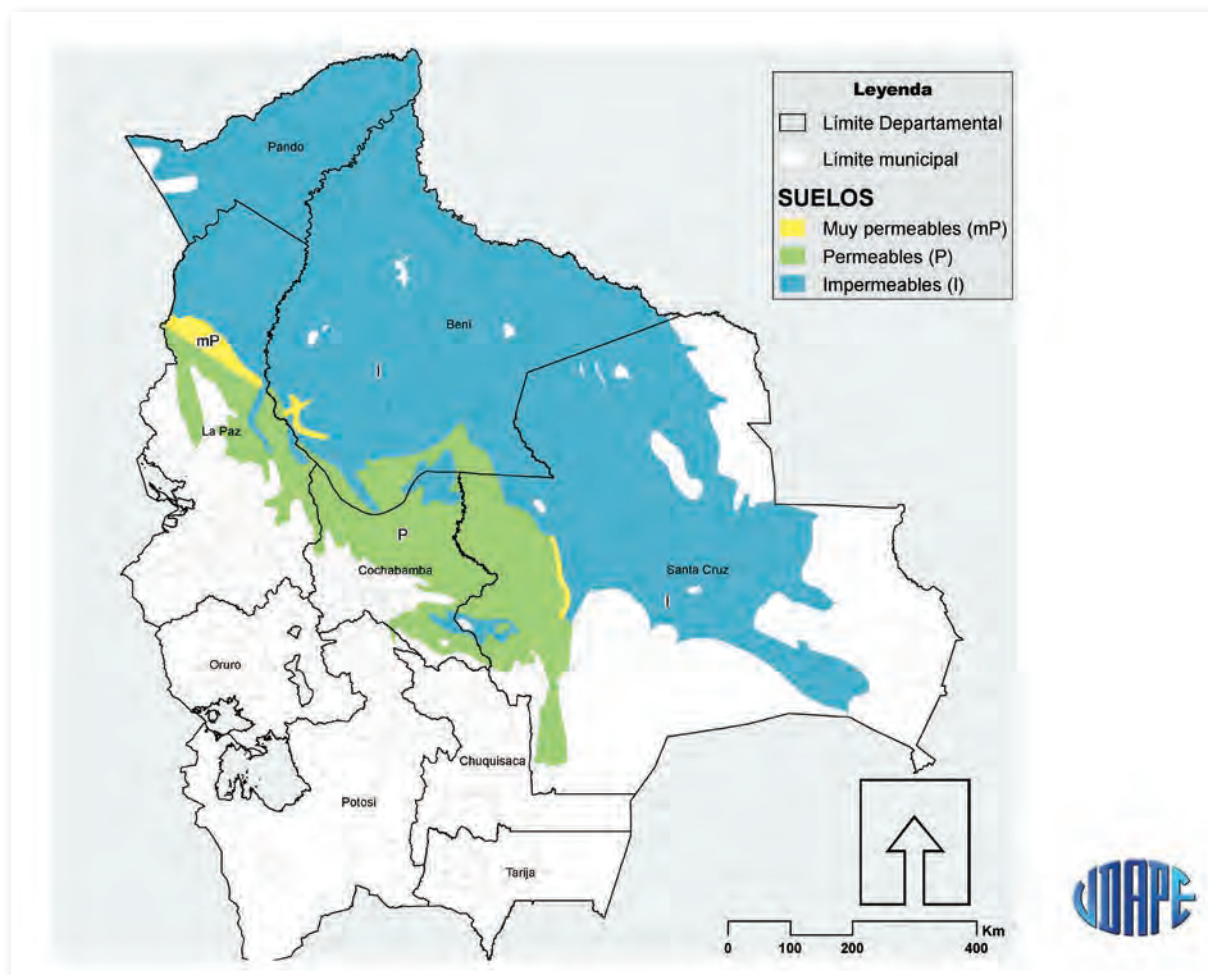 Leyenda
Límite Departamental
Límite municipal
SUELOS
Muy permeables (mP)
Permeables (P)
Impermeables (I)
Pando
Beni
mP
I
La Paz
P
Cochabamba
Santa Cruz
I
Oruro
Chuquisaca
Potosi
Tarija
0 100 200 400 Km
UDAPE